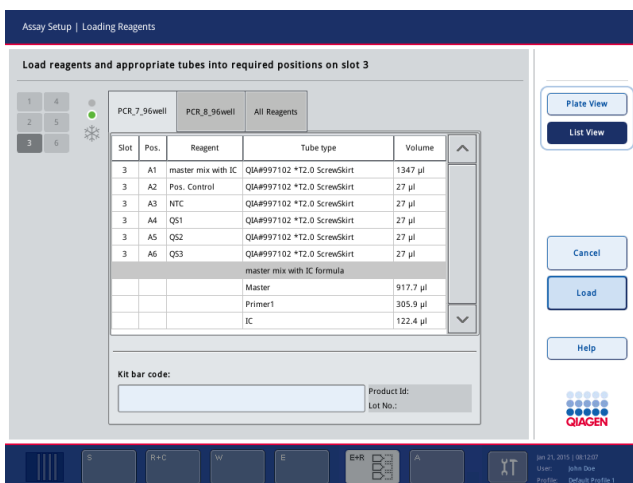 Assay Setup | Loading Reagents
Load reagents and appropriate tubes into required positions on slot 3
1 4
2 5
3 6
PCR_7_96well PCR_8_96well All Reagents
Slot Pos. Reagent Tube type Volume
3 A1 master mix with IC QIA#997102 *T2.0 ScrewSkirt 1347 µl
3 A2 Pos. Control QIA#997102 *T2.0 ScrewSkirt 27 µl
3 A3 NTC QIA#997102 *T2.0 ScrewSkirt 27 µl
3 A4 QS1 QIA#997102 *T2.0 ScrewSkirt 27 µl
3 A5 QS2 QIA#997102 *T2.0 ScrewSkirt 27 µl
3 A6 QS3 QIA#997102 *T2.0 ScrewSkirt 27 µl
master mix with IC formula
Master 917.7 µl
Primer1 305.9 µl
IC 122.4 µl
Kit bar code:
Product Id:
Lot No.:
Plate View
List View
Cancel
Load
Help
QIAGEN
S R+C W E E+R A
Jan 21, 2015 | 08:12:07
User: John Doe
Profile: Default Profile 1